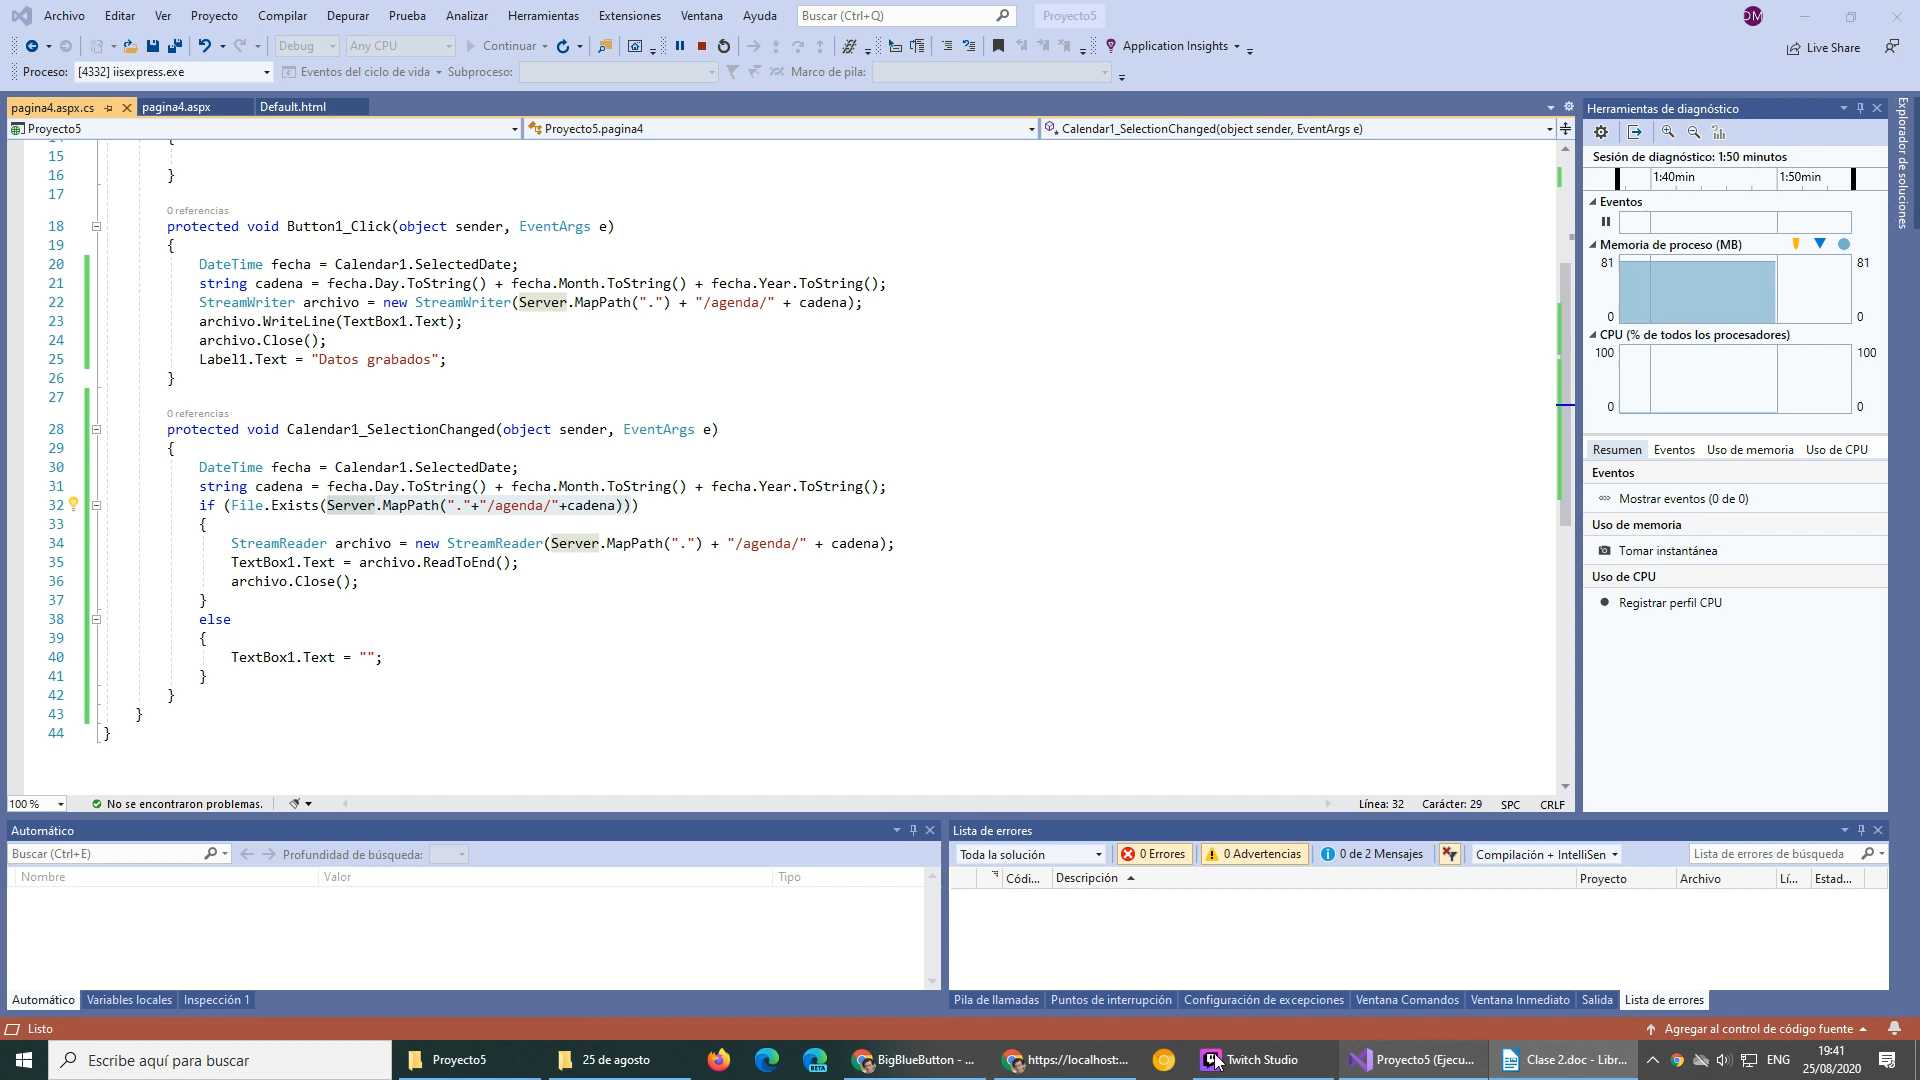 Archivo Editar Ver Proyecto Compilar Depurar Prueba Analizar Herramientas Extensiones Ventana Ayuda Buscar (Ctrl+Q) Proyecto5 DM
Debug Any CPU Continuar Application Insights Live Share
Proceso: [4332] iisexpress.exe Eventos del ciclo de vida Subproceso: Marco de pila:
pagina4.aspx.cs pagina4.aspx Default.html
Proyecto5 Proyecto5.pagina4 Calendar1_SelectionChanged(object sender, EventArgs e)
14 {
15
16 }
17
0 referencias
18 protected void Button1_Click(object sender, EventArgs e)
19 {
20 DateTime fecha = Calendar1.SelectedDate;
21 string cadena = fecha.Day.ToString() + fecha.Month.ToString() + fecha.Year.ToString();
22 StreamWriter archivo = new StreamWriter(Server.MapPath(".") + "/agenda/" + cadena);
23 archivo.WriteLine(TextBox1.Text);
24 archivo.Close();
25 Label1.Text = "Datos grabados";
26 }
27
0 referencias
28 protected void Calendar1_SelectionChanged(object sender, EventArgs e)
29 {
30 DateTime fecha = Calendar1.SelectedDate;
31 string cadena = fecha.Day.ToString() + fecha.Month.ToString() + fecha.Year.ToString();
32 if (File.Exists(Server.MapPath("."+"/agenda/"+cadena)))
33 {
34 StreamReader archivo = new StreamReader(Server.MapPath(".") + "/agenda/" + cadena);
35 TextBox1.Text = archivo.ReadToEnd();
36 archivo.Close();
37 }
38 else
39 {
40 TextBox1.Text = "";
41 }
42 }
43 }
44 }
100 % No se encontraron problemas. Línea: 32 Carácter: 29 SPC CRLF
Herramientas de diagnóstico
Sesión de diagnóstico: 1:50 minutos
1:40min 1:50min
Eventos
Memoria de proceso (MB)
81 81
0 0
CPU (% de todos los procesadores)
100 100
0 0
Resumen Eventos Uso de memoria Uso de CPU
Eventos
Mostrar eventos (0 de 0)
Uso de memoria
Tomar instantánea
Uso de CPU
Registrar perfil CPU
Explorador de soluciones
Automático
Buscar (Ctrl+E) Profundidad de búsqueda:
Nombre Valor Tipo
Automático Variables locales Inspección 1
Lista de errores
Toda la solución 0 Errores 0 Advertencias 0 de 2 Mensajes Compilación + IntelliSen Lista de errores de búsqueda
Códi... Descripción Proyecto Archivo Lí... Estad...
Pila de llamadas Puntos de interrupción Configuración de excepciones Ventana Comandos Ventana Inmediato Salida Lista de errores
Listo Agregar al control de código fuente
Escribe aquí para buscar Proyecto5 25 de agosto BETA BigBlueButton - ... https://localhost:... Twitch Studio Proyecto5 (Ejecu... Clase 2.doc - Libr... ENG 19:41
25/08/2020